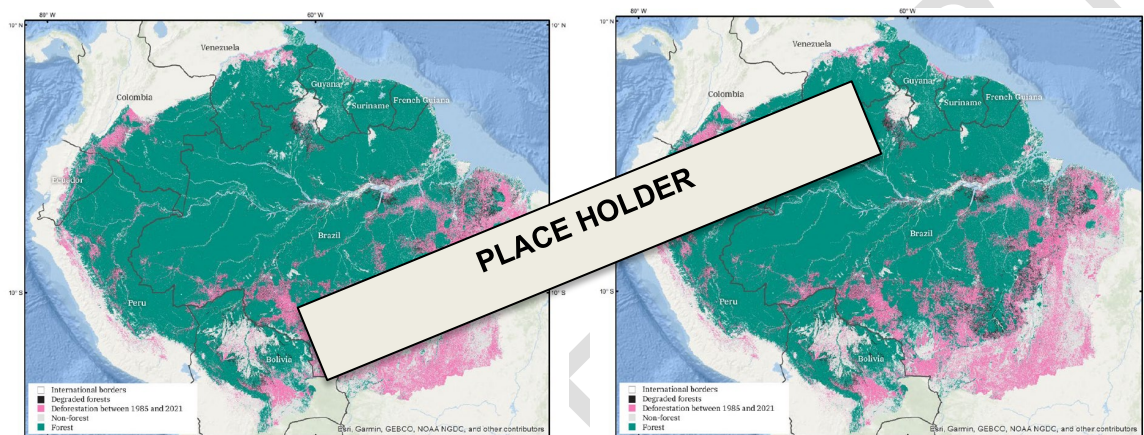 80° W
60° W
10° N
10° N
Venezuela
Guyana
Suriname
French Guiana
Colombia
Ecuador
Brazil
10° S
Peru
Bolivia
International borders
Degraded forests
Deforestation between 1985 and 2021
Non-forest
Forest
Esri, Garmin, GEBCO, NOAA NGDC, and other contributors
PLACE HOLDER
80° W
60° W
10° N
Venezuela
Guyana
Suriname
French Guiana
Colombia
Brazil
10° S
10° S
Peru
Bolivia
International borders
Degraded forests
Deforestation between 1985 and 2021
Non-forest
Forest
Esri, Garmin, GEBCO, NOAA NGDC, and other contributors